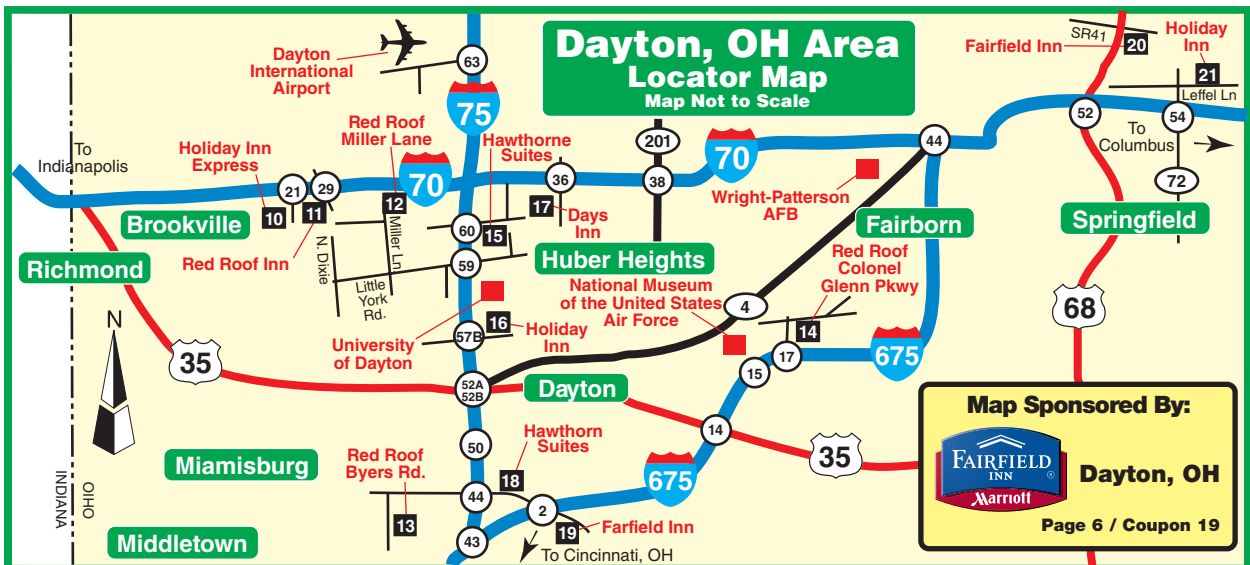 Dayton, OH Area
Locator Map
Map Not to Scale
Dayton
International
Airport
63
75
Fairfield Inn
SR41
20
Holiday
Inn
21
Leffel Ln
52
54
To
Columbus
72
Springfield
68
To
Indianapolis
Holiday Inn
Express
Red Roof
Miller Lane
Hawthorne
Suites
201
70
44
21
29
70
36
38
10
11
12
Miller Ln
60
15
17
Days
Inn
Wright-Patterson
AFB
Fairborn
Brookville
Red Roof Inn
N. Dixie
Little
York
Rd.
59
Huber Heights
Richmond
National Museum
of the United States
Air Force
Red Roof
Colonel
Glenn Pkwy
4
14
N
35
University
of Dayton
57B
16
Holiday
Inn
17
15
675
52A
52B
Dayton
14
35
Miamisburg
Red Roof
Byers Rd.
50
Hawthorn
Suites
675
18
44
13
2
19
Farfield Inn
43
To Cincinnati, OH
Middletown
INDIANA
OIHO
Map Sponsored By:
FAIRFIELD
INN
®
Marriott
Dayton, OH
Page 6 / Coupon 19